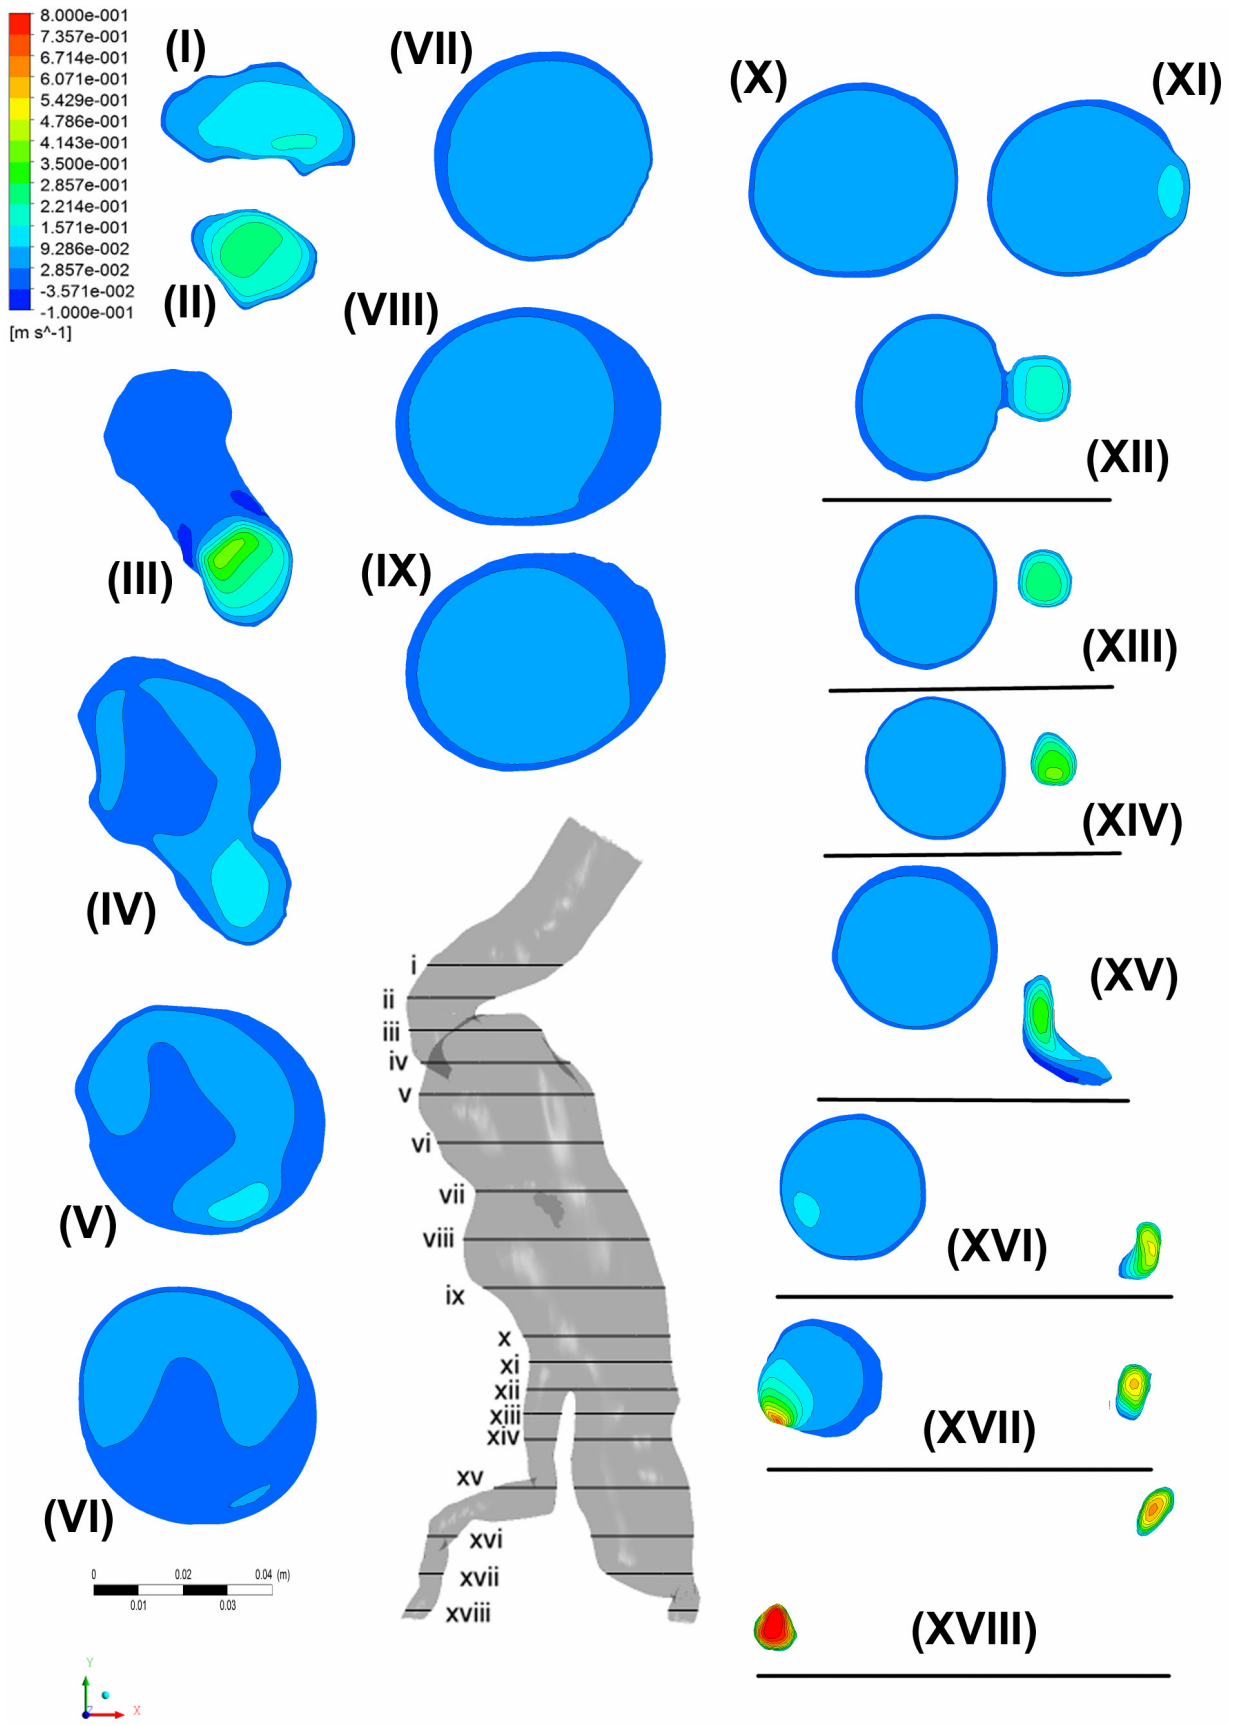 8.000e-001
7.357e-001
6.714e-001
6.071e-001
5.429e-001
4.786e-001
4.143e-001
3.500e-001
2.857e-001
2.214e-001
1.571e-001
9.286e-002
2.857e-002
-3.571e-002
-1.000e-001
[m s^-1]
(I)
(II)
(III)
(IV)
(V)
(VI)
(VII)
(VIII)
(IX)
i
ii
iii
iv
v
vi
vii
viii
ix
x
xi
xii
xiii
xiv
xv
xvi
xvii
xviii
(X)
(XI)
(XII)
(XIII)
(XIV)
(XV)
(XVI)
(XVII)
(XVIII)
0 0.02 0.04 (m)
0.01 0.03
Y
Z X